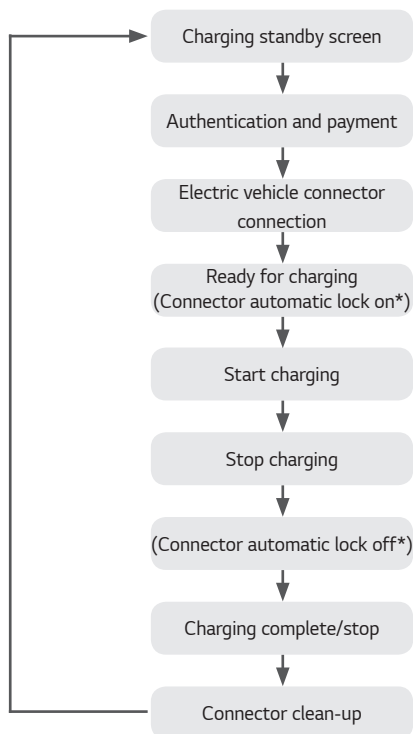 Charging standby screen
Authentication and payment
Electric vehicle connector
connection
Ready for charging
(Connector automatic lock on*)
Start charging
Stop charging
(Connector automatic lock off*)
Charging complete/stop
Connector clean-up